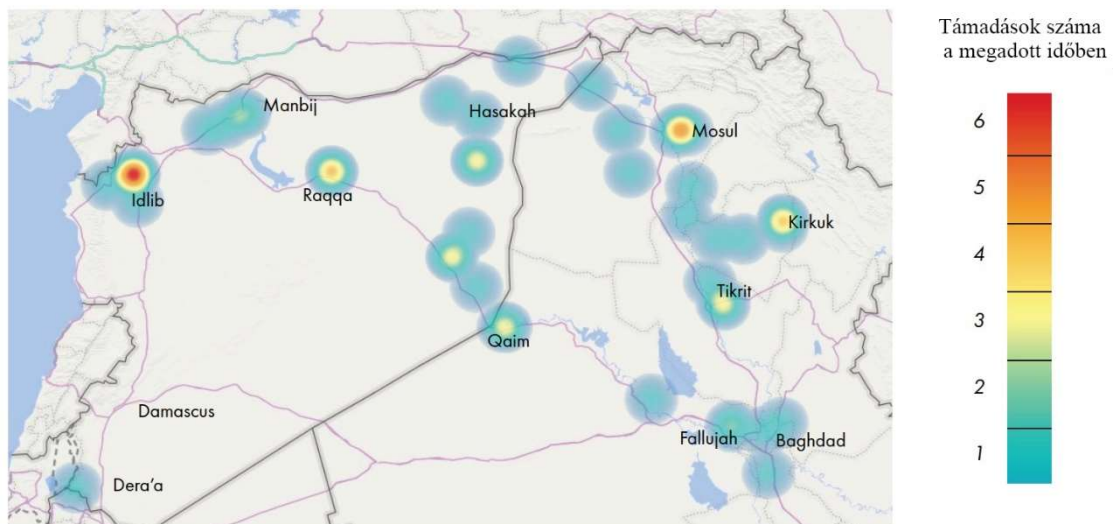 Támadások száma
a megadott időben
Manbij
Hasakah
Mosul
Idlib
Raqqa
Kirkuk
Tikrit
Qaim
Damascus
Fallujah
Baghdad
Dera'a
6
5
4
3
2
1